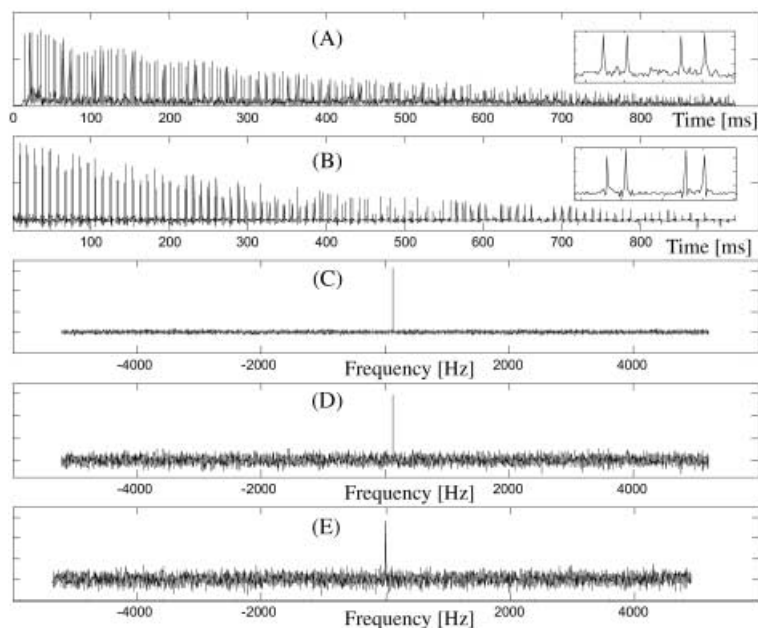 (A)
0 100 200 300 400 500 600 700 800 Time [ms]
(B)
100 200 300 400 500 600 700 800 Time [ms]
(C)
-4000 -2000 Frequency [Hz] 2000 4000
(D)
-4000 -2000 Frequency [Hz] 2000 4000
(E)
-4000 -2000 Frequency [Hz] 2000 4000